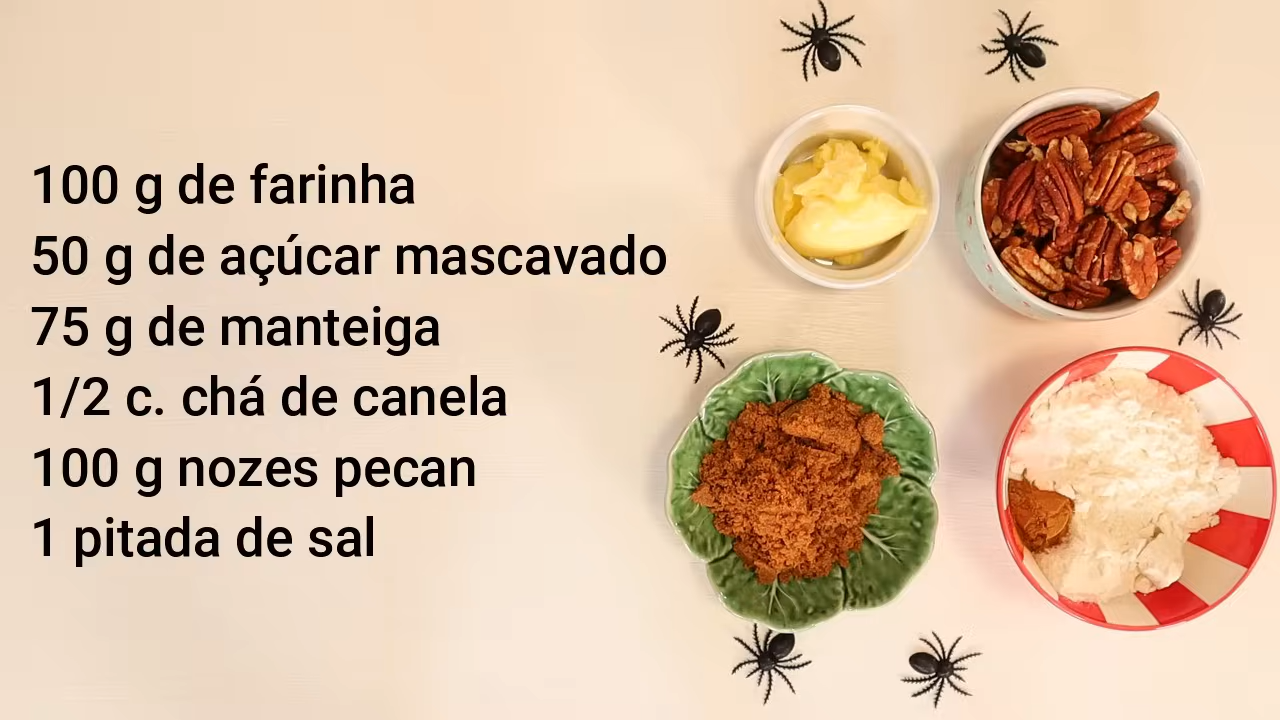 100 g de farinha
50 g de açúcar mascavado
75 g de manteiga
1/2 c. chá de canela
100 g nozes pecan
1 pitada de sal